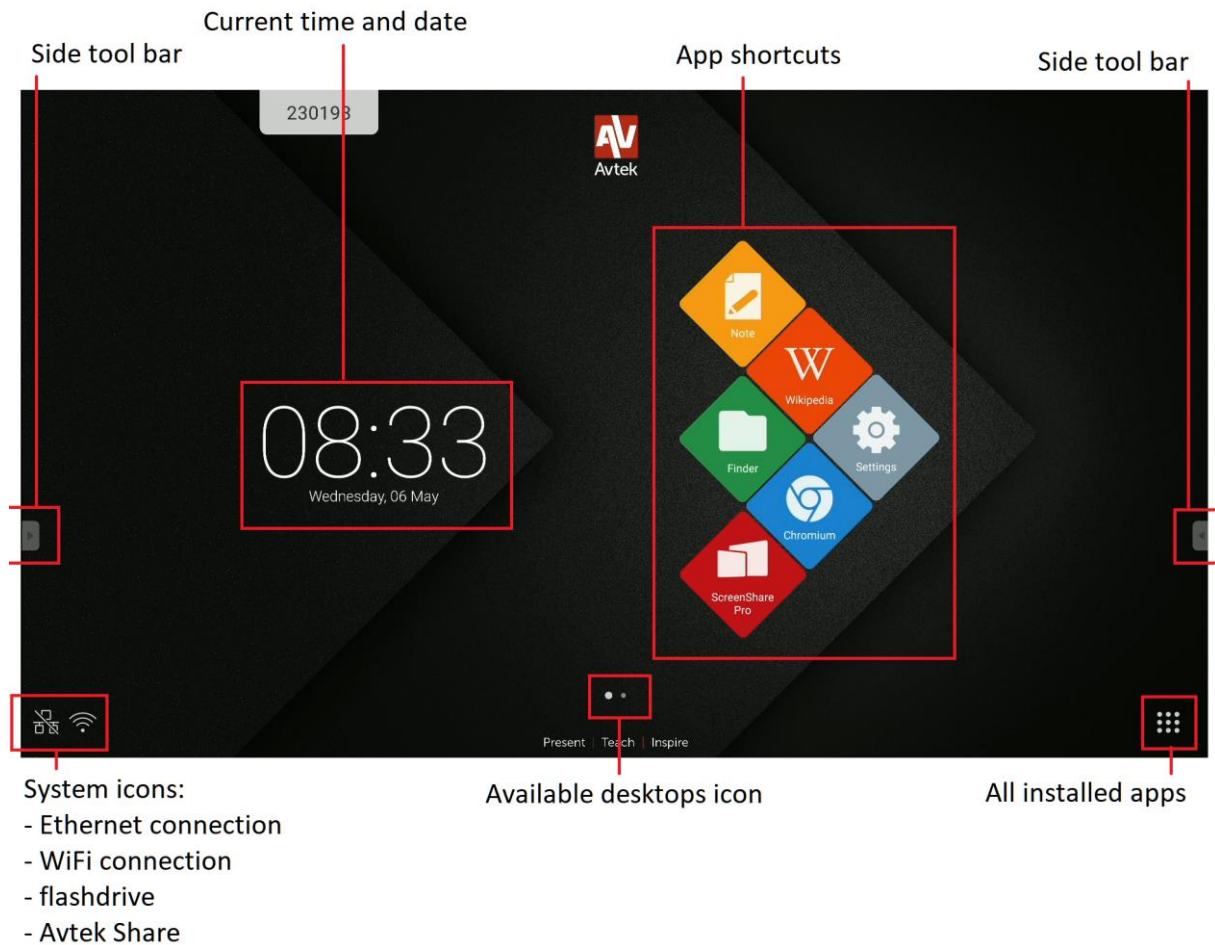 Current time and date
Side tool bar
App shortcuts
Side tool bar
230193
AV
Avtek
Note
W
Wikipedia
Finder
Settings
08:33
Wednesday, 06 May
Chromium
ScreenShare
Pro
Present | Teach | Inspire
System icons:
- Ethernet connection
- WiFi connection
- flashdrive
- Avtek Share
Available desktops icon
All installed apps